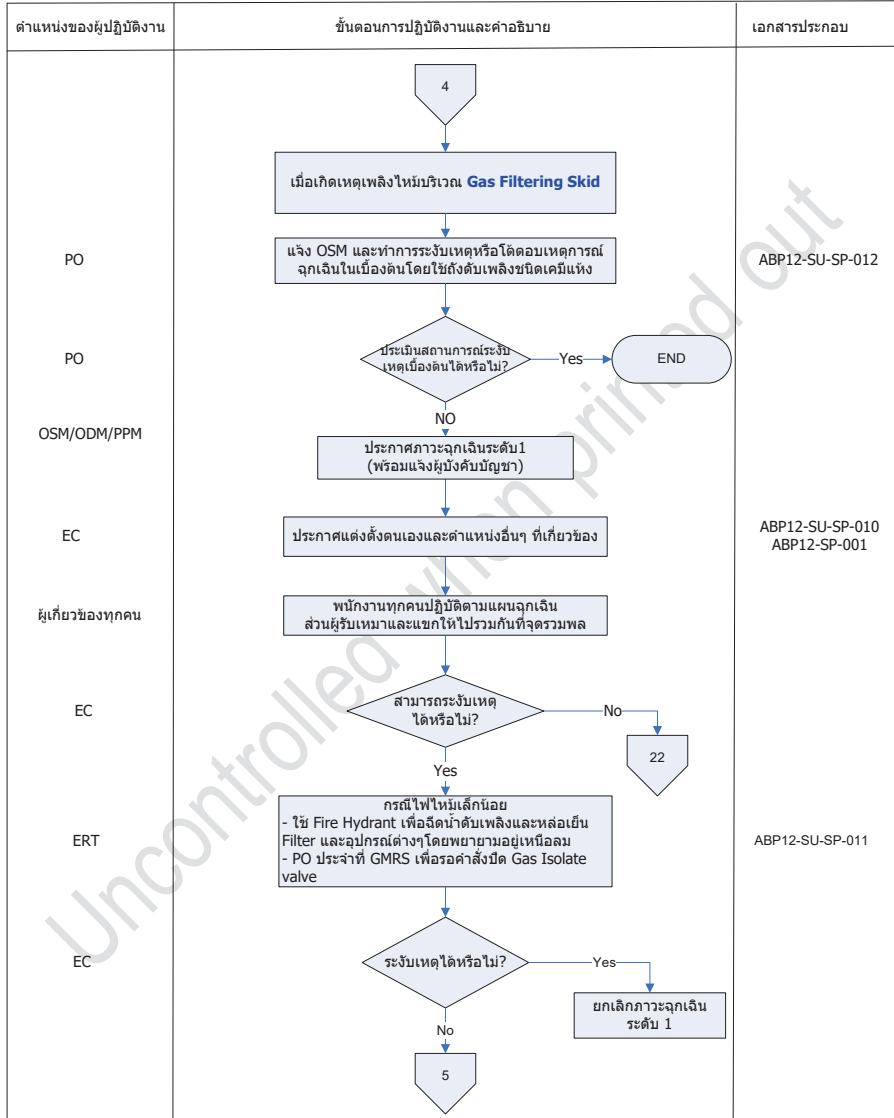 ตำแหน่งของผู้ปฏิบัติงาน
ขั้นตอนการปฏิบัติงานและคำอธิบาย
เอกสารประกอบ
4
เมื่อเกิดเหตุเพลิงไหม้บริเวณ Gas Filtering Skid
PO
แจ้ง OSM และทำการระงับเหตุหรือโต้ตอบเหตุการณ์
ฉุกเฉินในเบื้องต้นโดยใช้ถังดับเพลิงชนิดเคมีแห้ง
ABP12-SU-SP-012
PO
ประเมินสถานการณ์ระงับ
เหตุเบื้องต้นได้หรือไม่?
Yes
END
NO
OSM/ODM/PPM
ประกาศภาวะฉุกเฉินระดับ1
(พร้อมแจ้งผู้บังคับบัญชา)
EC
ประกาศแต่งตั้งตนเองและตำแหน่งอื่นๆ ที่เกี่ยวข้อง
ABP12-SU-SP-010
ABP12-SP-001
ผู้เกี่ยวข้องทุกคน
พนักงานทุกคนปฏิบัติตามแผนฉุกเฉิน
ส่วนผู้รับเหมาและแขกให้ไปรวมกันที่จุดรวมพล
EC
สามารถระงับเหตุ
ได้หรือไม่?
No
22
Yes
ERT
กรณีไฟไหม้เล็กน้อย
- ใช้ Fire Hydrant เพื่อฉีดน้ำดับเพลิงและหล่อเย็น
Filter และอุปกรณ์ต่างๆโดยพยายามอยู่เหนือลม
- PO ประจำที่ GMRS เพื่อรอคำสั่งปิด Gas Isolate
valve
ABP12-SU-SP-011
EC
ระงับเหตุได้หรือไม่?
Yes
ยกเลิกภาวะฉุกเฉิน
ระดับ 1
No
5
Uncontrolled when printed out